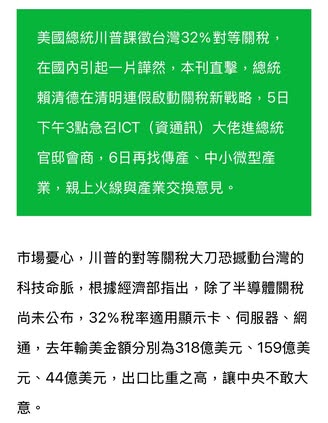 美國總統川普課徵台灣32%對等關稅，
在國內引起一片譁然，本刊直擊，總統
賴清德在清明連假啟動關稅新戰略，5日
下午3點急召ICT（資通訊）大佬進總統
官邸會商，6日再找傳產、中小微型產
業，親上火線與產業交換意見。
市場憂心，川普的對等關稅大刀恐撼動台灣的
科技命脈，根據經濟部指出，除了半導體關稅
尚未公布，32%稅率適用顯示卡、伺服器、網
通，去年輸美金額分別為318億美元、159億美
元、44億美元，出口比重之高，讓中央不敢大
意。